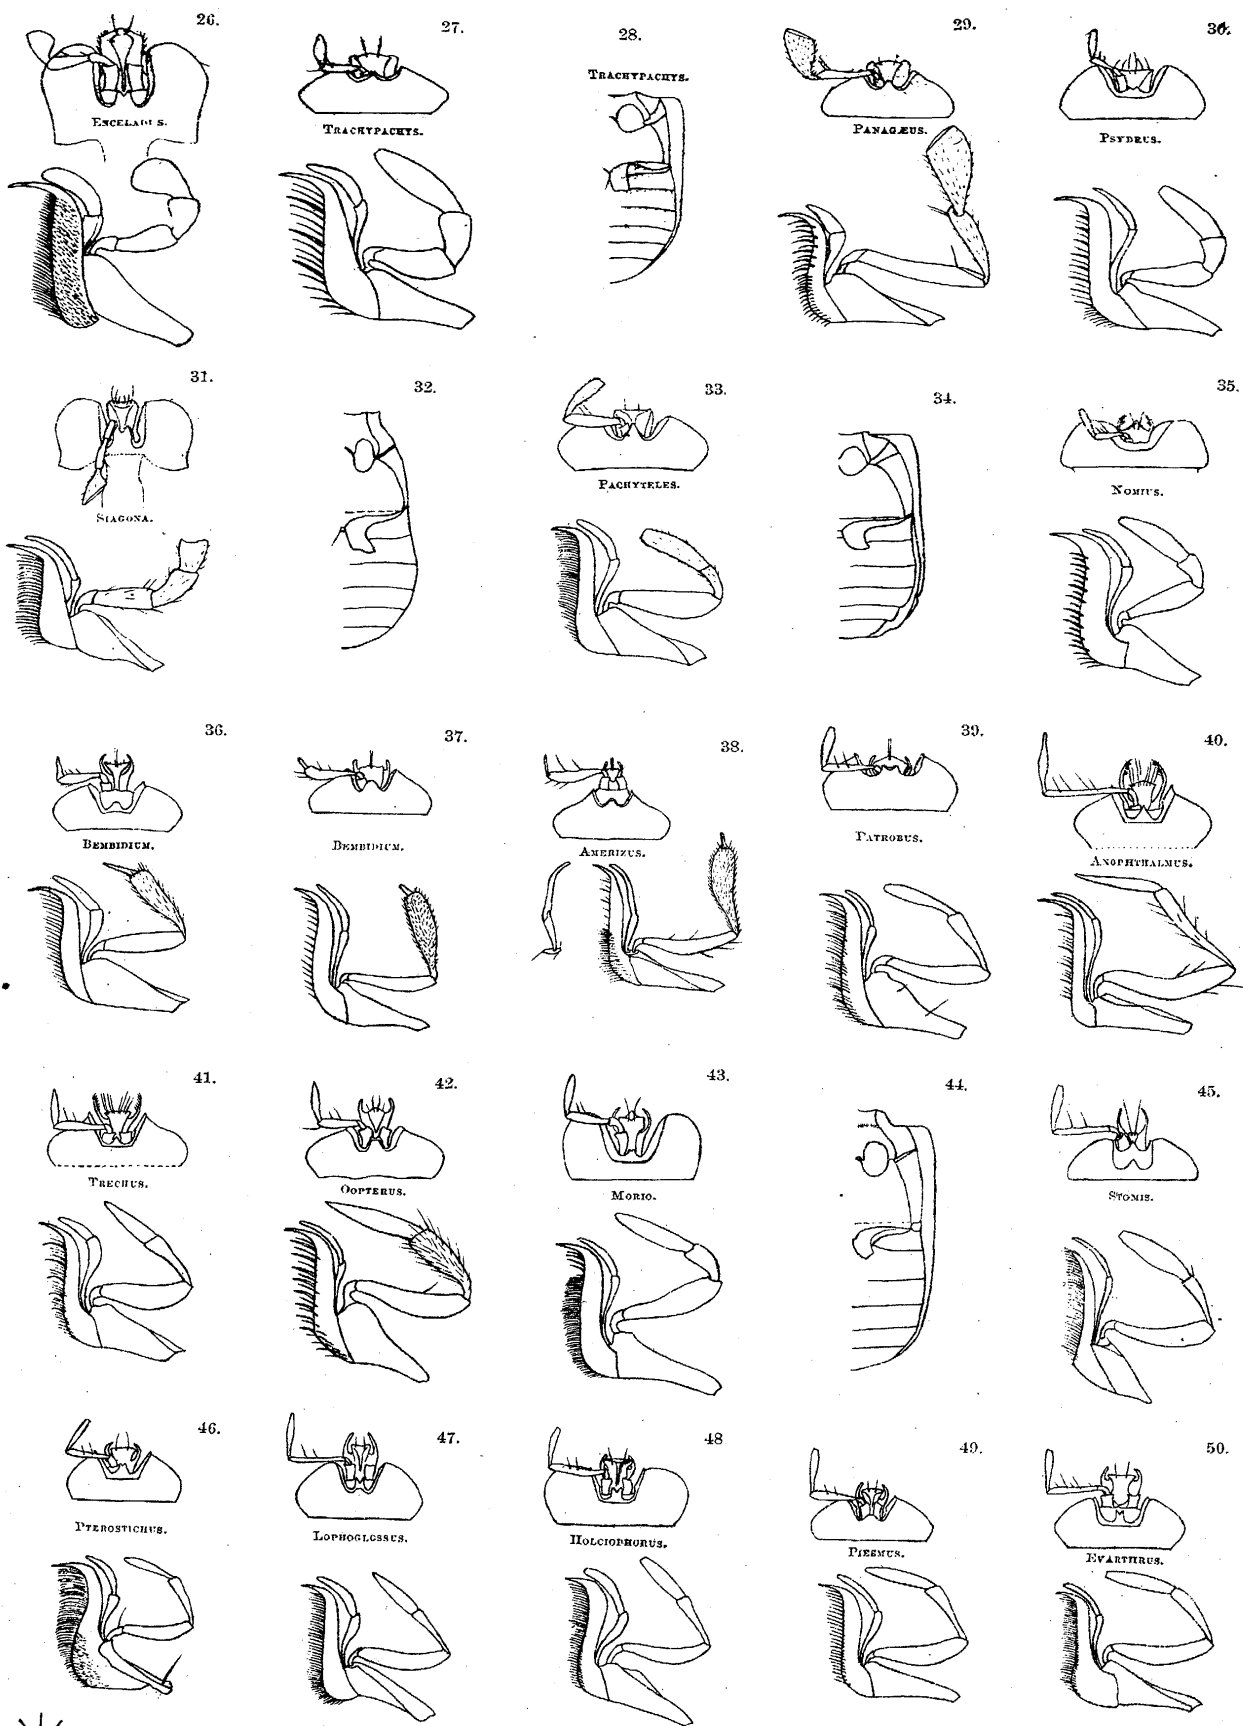 26.
ENCELADUS.
27.
TRACHYPACHYS.
28.
TRACHYPACHYS.
29.
PANAGÆUS.
30.
PSYDRUS.
31.
SIAGONA.
32.
33.
PACHYTELES.
34.
35.
NOMIUS.
36.
BEMBIDIUM.
37.
BEMBIDIUM.
38.
AMERIZUS.
39.
PATROBUS.
40.
ANOPHTHALMUS.
41.
TRECHUS.
42.
OOPTERUS.
43.
MORIO.
44.
45.
STOMIS.
46.
PTEROSTICHUS.
47.
LOPHOGLOSSUS.
48
HOLCIOPHORUS.
49.
PIESMUS.
50.
EVARTHRUS.